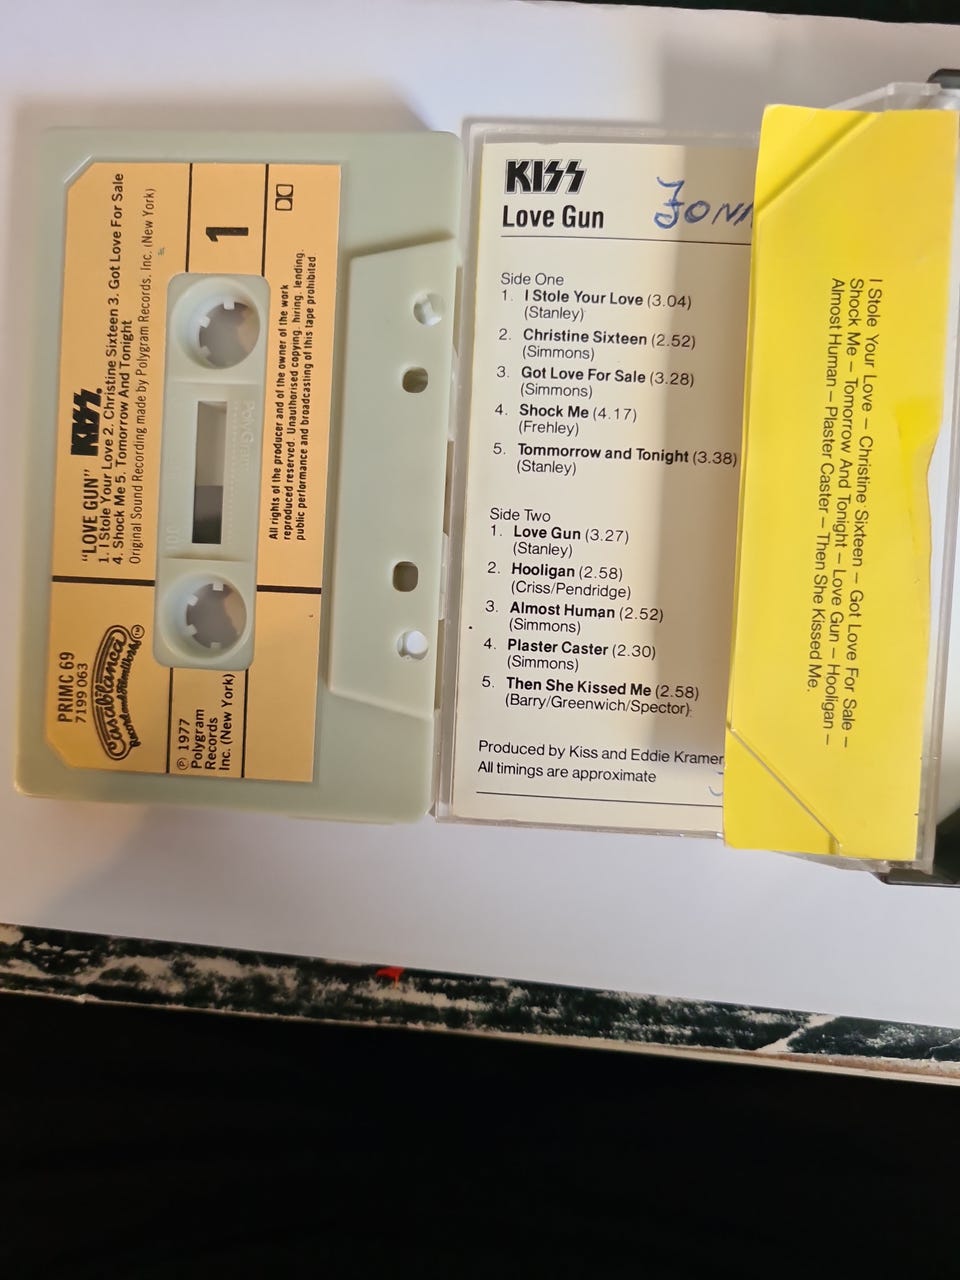 "LOVE GUN" KISS.
1. I Stole Your Love 2. Christine Sixteen 3. Got Love For Sale
4. Shock Me 5. Tomorrow And Tonight
Original Sound Recording made by Polygram Records. Inc. (New York)
1
All rights of the producer and of the owner of the work
reproduced reserved. Unauthorised copying. hiring. lending.
public performance and broadcasting of this tape prohibited
PRIMC 69
7199 063
Casablanca
Record and FilmWorks
TM
Ⓟ 1977
Polygram
Records
Inc. (New York)
PolyGram
KISS
Love Gun
Side One
1. I Stole Your Love (3.04)
(Stanley)
2. Christine Sixteen (2.52)
(Simmons)
3. Got Love For Sale (3.28)
(Simmons)
4. Shock Me (4.17)
(Frehley)
5. Tommorrow and Tonight (3.38)
(Stanley)
Side Two
1. Love Gun (3.27)
(Stanley)
2. Hooligan (2.58)
(Criss/Pendridge)
3. Almost Human (2.52)
(Simmons)
4. Plaster Caster (2.30)
(Simmons)
5. Then She Kissed Me (2.58)
(Barry/Greenwich/Spector)
Produced by Kiss and Eddie Kramer
All timings are approximate
I Stole Your Love – Christine Sixteen – Got Love For Sale –
Shock Me – Tomorrow And Tonight – Love Gun – Hooligan –
Almost Human – Plaster Caster – Then She Kissed Me.